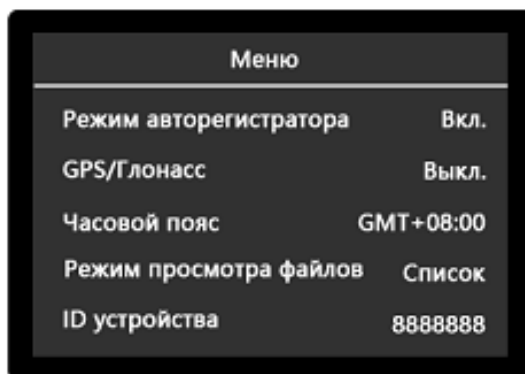 Меню
Режим авторегистратора Вкл.
GPS/Глонасс Выкл.
Часовой пояс GMT+08:00
Режим просмотра файлов Список
ID устройства 8888888